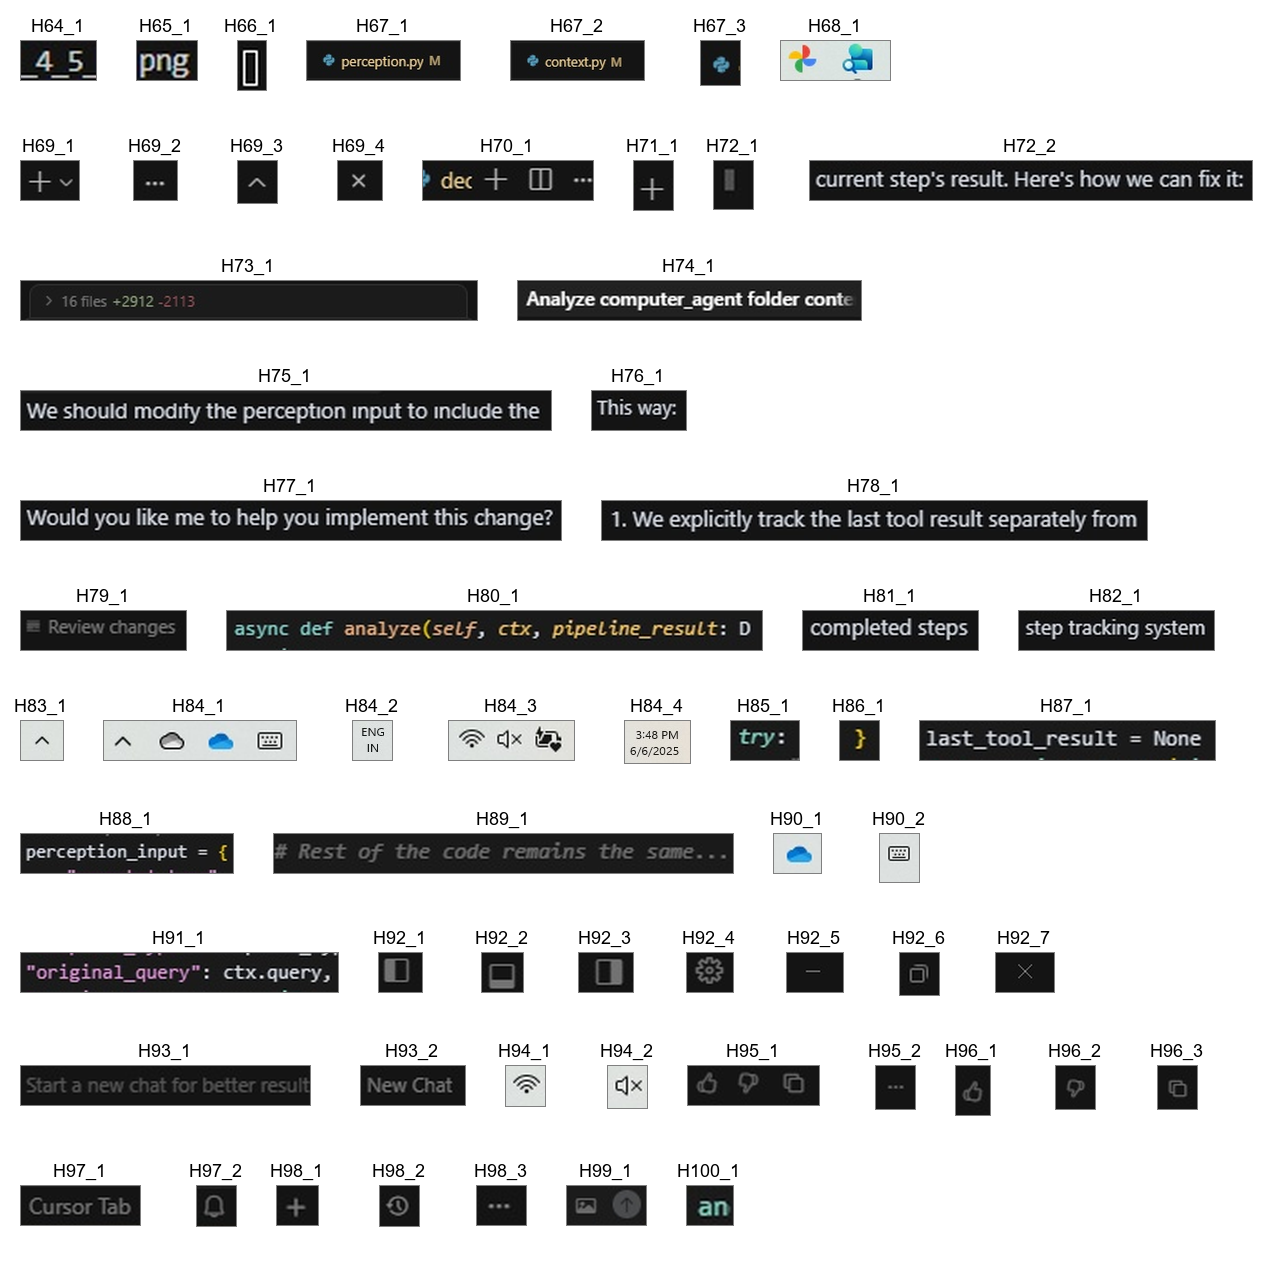 H64_1 H65_1 H66_1 H67_1 H67_2 H67_3 H68_1
_4_5_ png perception.py M context.py M
H69_1 H69_2 H69_3 H69_4 H70_1 H71_1 H72_1 H72_2
dec current step's result. Here's how we can fix it:
H73_1 H74_1
16 files +2912 -2113 Analyze computer_agent folder conte
H75_1 H76_1
We should modify the perception input to include the This way:
H77_1 H78_1
Would you like me to help you implement this change? 1. We explicitly track the last tool result separately from
H79_1 H80_1 H81_1 H82_1
Review changes async def analyze(self, ctx, pipeline_result: D completed steps step tracking system
H83_1 H84_1 H84_2 H84_3 H84_4 H85_1 H86_1 H87_1
ENG 3:48 PM try: } last_tool_result = None
IN 6/6/2025
H88_1 H89_1 H90_1 H90_2
perception_input = { # Rest of the code remains the same...
H91_1 H92_1 H92_2 H92_3 H92_4 H92_5 H92_6 H92_7
"original_query": ctx.query,
H93_1 H93_2 H94_1 H94_2 H95_1 H95_2 H96_1 H96_2 H96_3
Start a new chat for better result New Chat
H97_1 H97_2 H98_1 H98_2 H98_3 H99_1 H100_1
Cursor Tab an